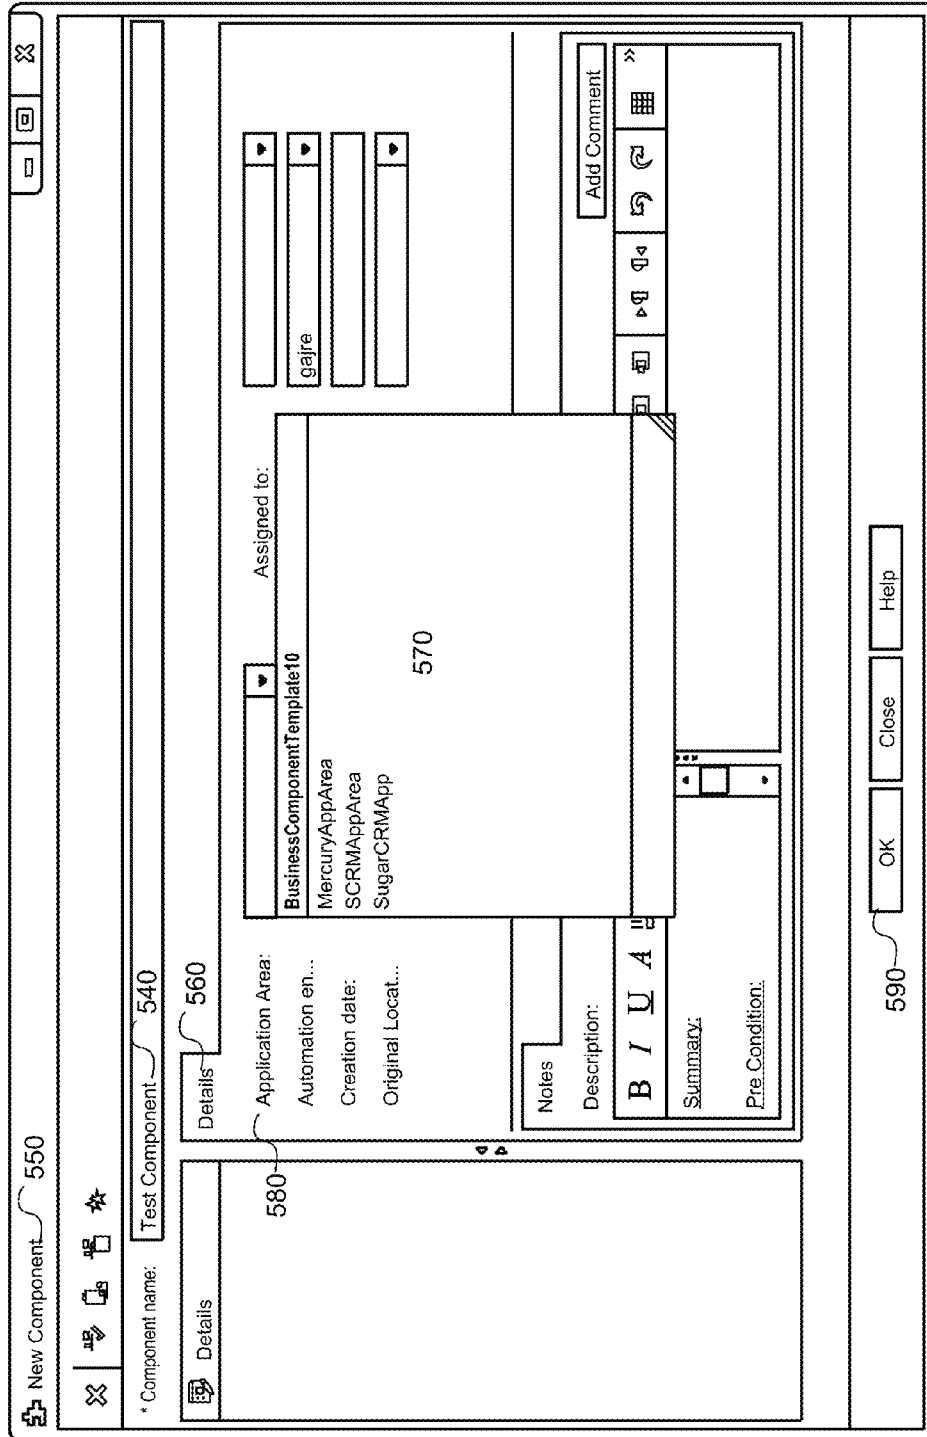 New Component 550
* Component name: Test Component 540
Details
Details 560
580
Application Area:
Assigned to:
Automation en...
gajre
Creation date:
Original Locat...
BusinessComponentTemplate10
MercuryAppArea
SCRMAppArea
SugarCRMApp
570
Notes
Description:
Add Comment
B I U A
Summary:
Pre Condition:
590
OK Close Help